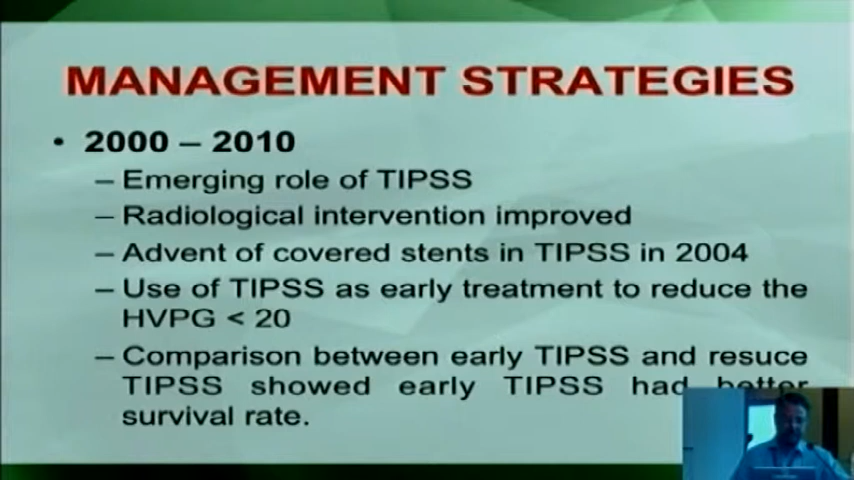 MANAGEMENT STRATEGIES
• 2000 – 2010
– Emerging role of TIPSS
– Radiological intervention improved
– Advent of covered stents in TIPSS in 2004
– Use of TIPSS as early treatment to reduce the
HVPG < 20
– Comparison between early TIPSS and resuce
TIPSS showed early TIPSS had better
survival rate.